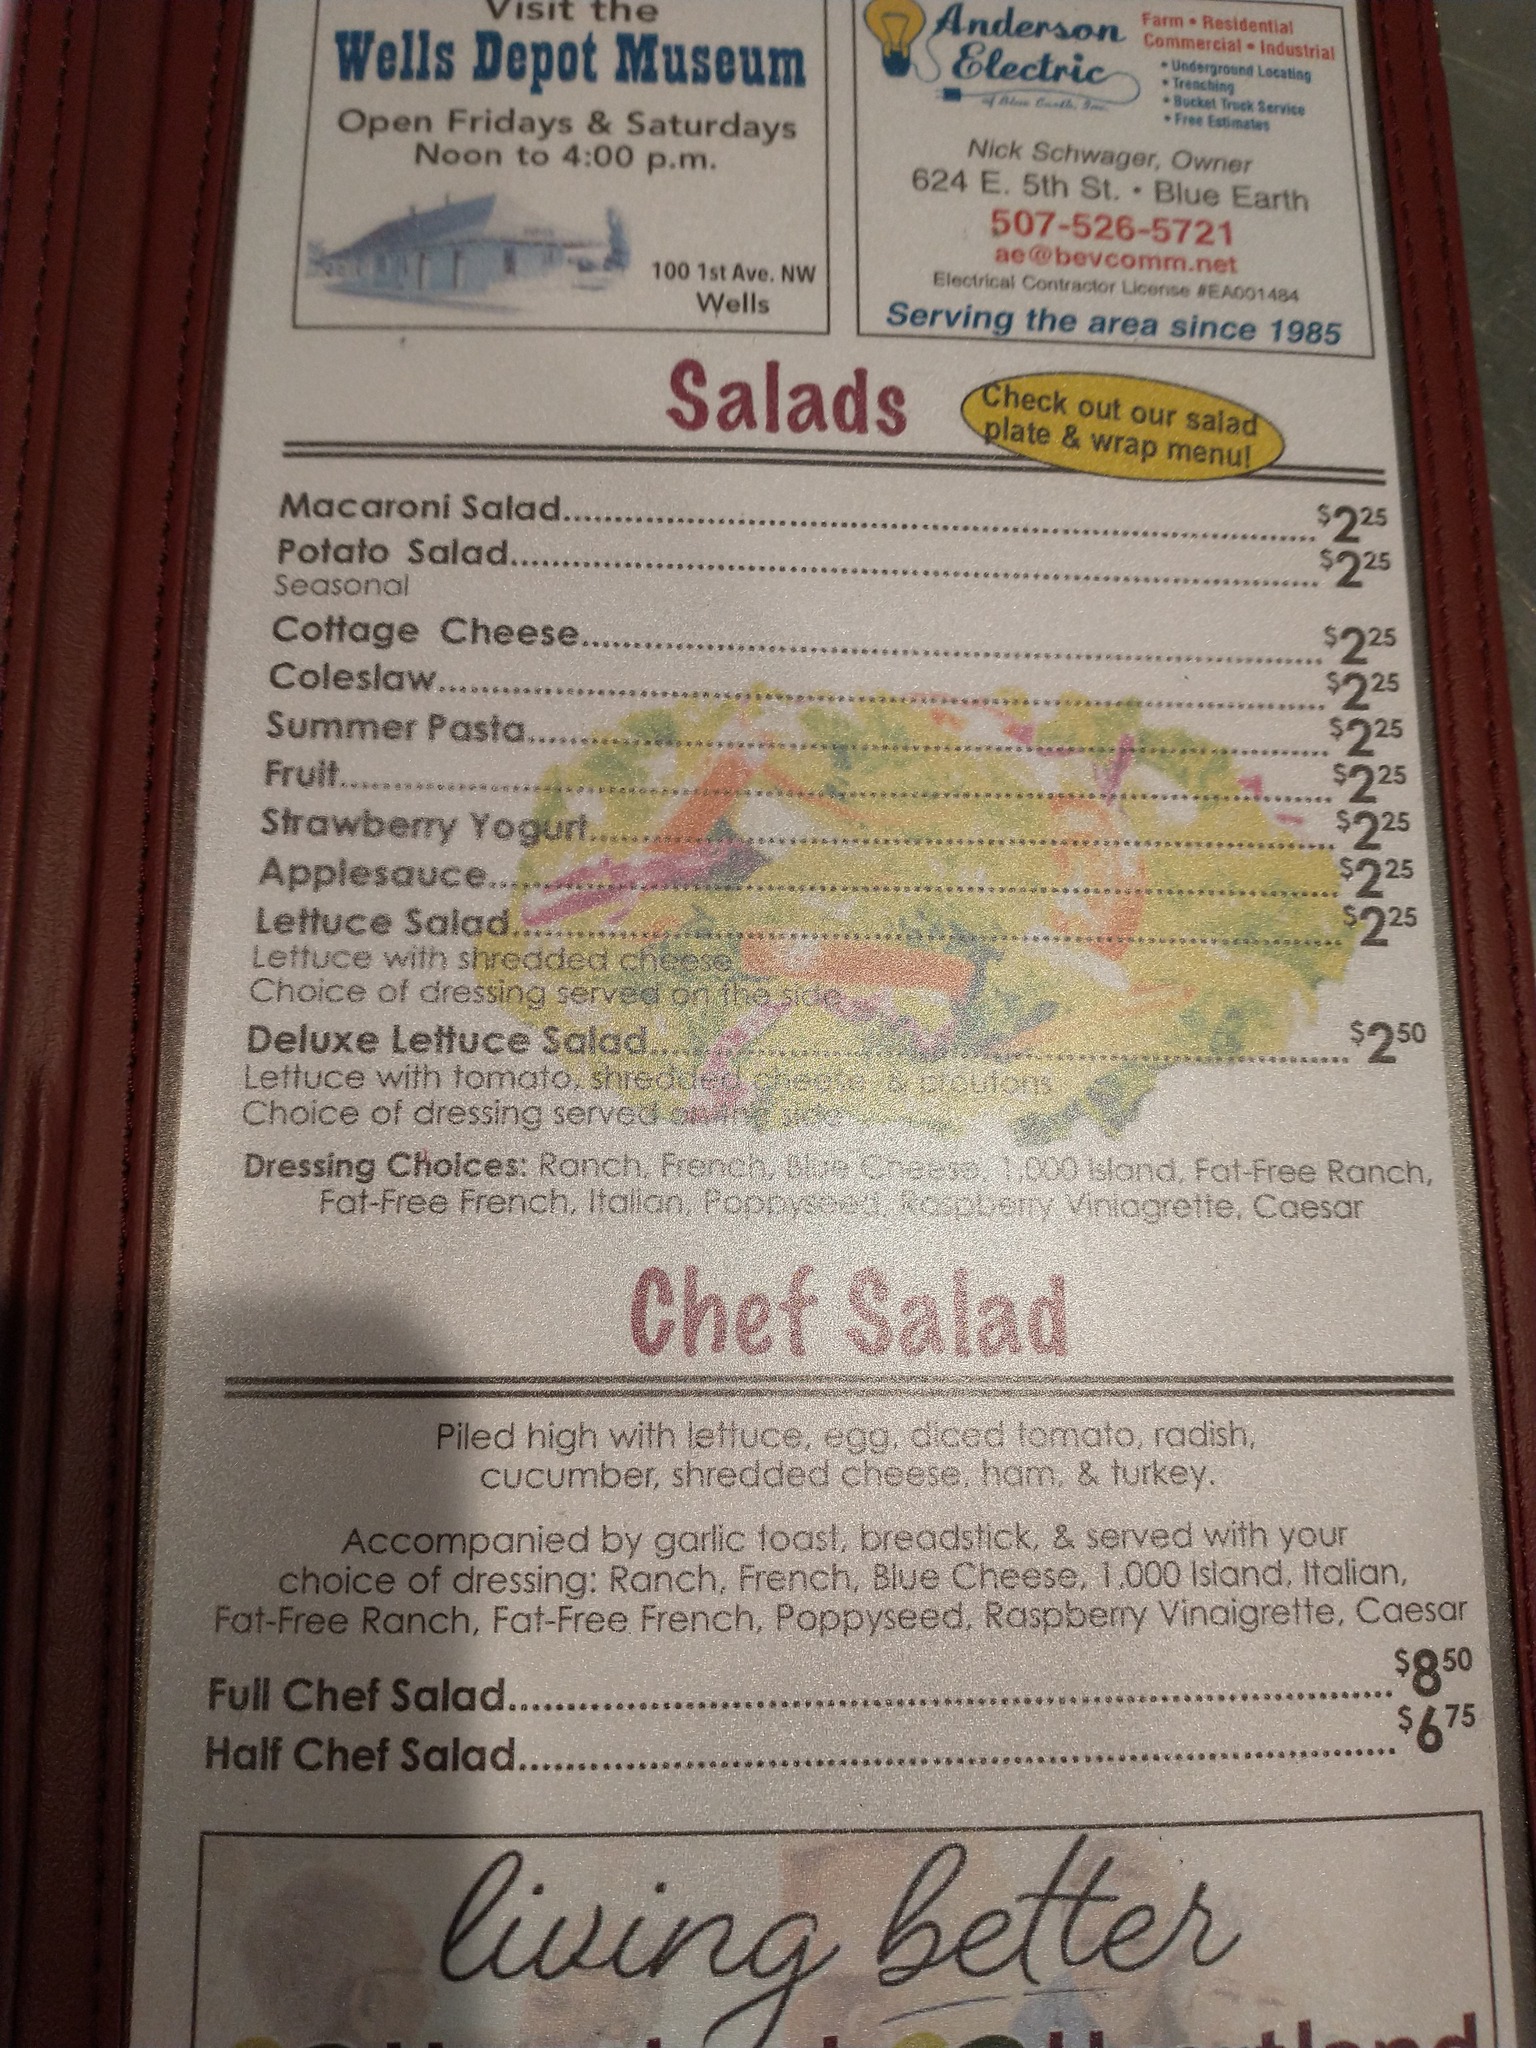 Visit the
Wells Depot Museum
Open Fridays & Saturdays
Noon to 4:00 p.m.
100 1st Ave. NW
Wells
Anderson
Electric
of Blue Earth, Inc.
Farm • Residential
Commercial • Industrial
• Underground Locating
• Trenching
• Bucket Truck Service
• Free Estimates
Nick Schwager, Owner
624 E. 5th St. • Blue Earth
507-526-5721
ae@bevcomm.net
Electrical Contractor License #EA001484
Serving the area since 1985
Salads
Check out our salad
plate & wrap menu!
Macaroni Salad $2.25
Potato Salad $2.25
Seasonal
Cottage Cheese $2.25
Coleslaw $2.25
Summer Pasta $2.25
Fruit $2.25
Strawberry Yogurt $2.25
Applesauce $2.25
Lettuce Salad $2.25
Lettuce with shredded cheese
Choice of dressing served on the side
Deluxe Lettuce Salad $2.50
Lettuce with tomato, shredded cheese, & croutons
Choice of dressing served on the side
Dressing Choices: Ranch, French, Blue Cheese, 1,000 Island, Fat-Free Ranch,
Fat-Free French, Italian, Poppyseed, Raspberry Viniagrette, Caesar
Chef Salad
Piled high with lettuce, egg, diced tomato, radish,
cucumber, shredded cheese, ham, & turkey.
Accompanied by garlic toast, breadstick, & served with your
choice of dressing: Ranch, French, Blue Cheese, 1,000 Island, Italian,
Fat-Free Ranch, Fat-Free French, Poppyseed, Raspberry Vinaigrette, Caesar
Full Chef Salad $8.50
Half Chef Salad $6.75
living better